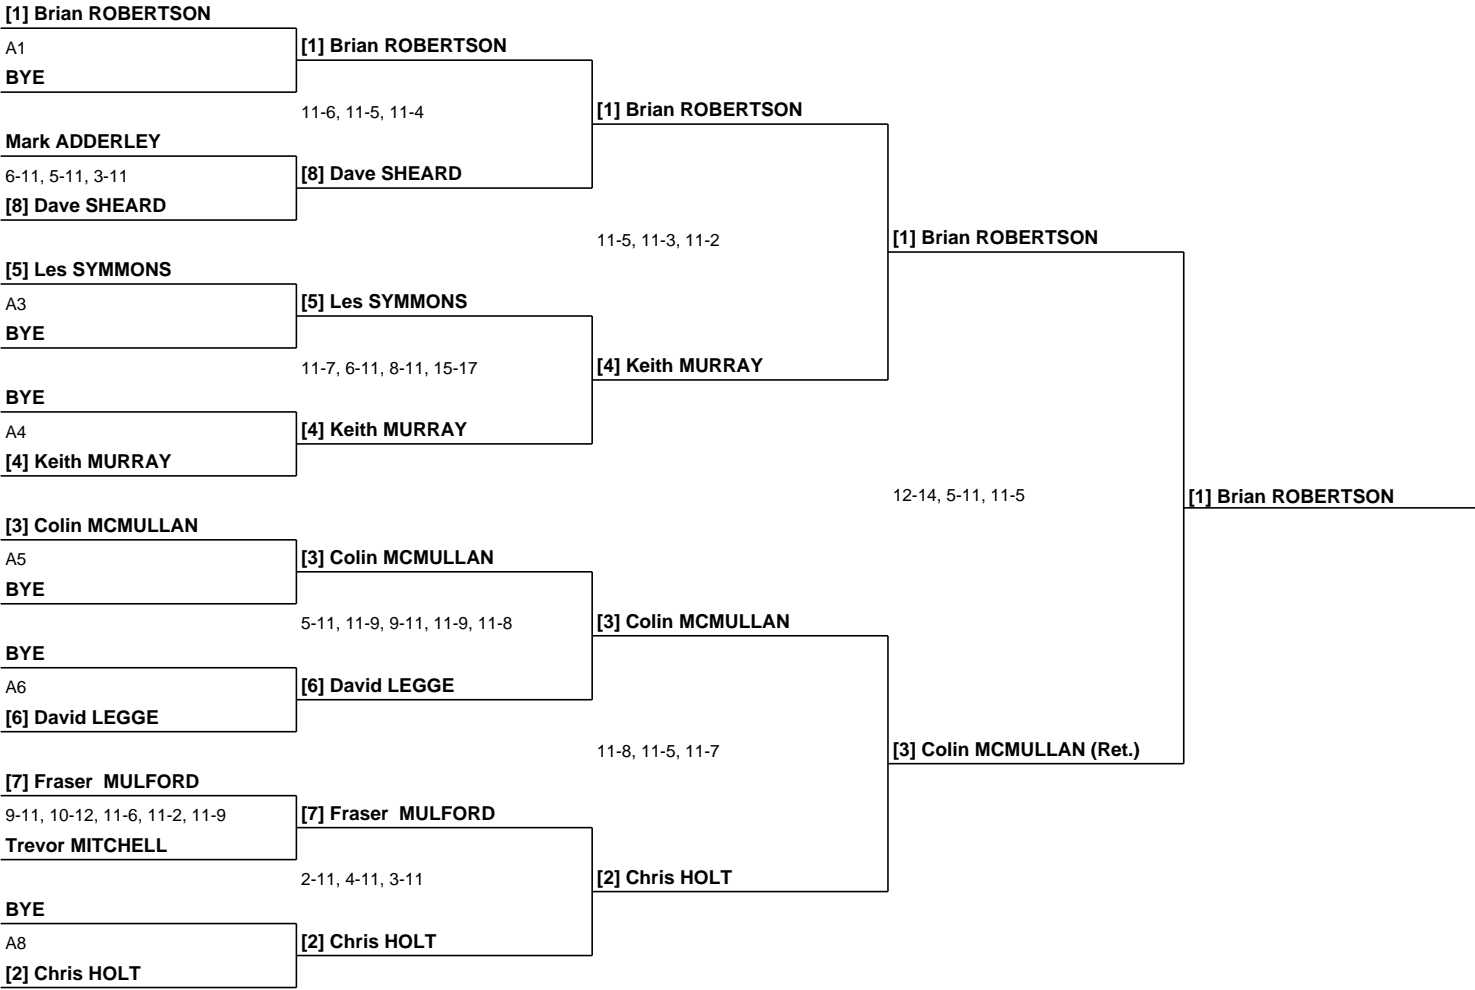 [1] Brian ROBERTSON
A1
BYE
Mark ADDERLEY
6-11, 5-11, 3-11
[8] Dave SHEARD
[5] Les SYMMONS
A3
BYE
BYE
A4
[4] Keith MURRAY
[3] Colin MCMULLAN
A5
BYE
BYE
A6
[6] David LEGGE
[7] Fraser  MULFORD
9-11, 10-12, 11-6, 11-2, 11-9
Trevor MITCHELL
BYE
A8
[2] Chris HOLT
[1] Brian ROBERTSON
11-6, 11-5, 11-4
[8] Dave SHEARD
[5] Les SYMMONS
11-7, 6-11, 8-11, 15-17
[4] Keith MURRAY
[3] Colin MCMULLAN
5-11, 11-9, 9-11, 11-9, 11-8
[6] David LEGGE
[7] Fraser  MULFORD
2-11, 4-11, 3-11
[2] Chris HOLT
[1] Brian ROBERTSON
11-5, 11-3, 11-2
[4] Keith MURRAY
[3] Colin MCMULLAN
11-8, 11-5, 11-7
[2] Chris HOLT
[1] Brian ROBERTSON
12-14, 5-11, 11-5
[3] Colin MCMULLAN (Ret.)
[1] Brian ROBERTSON